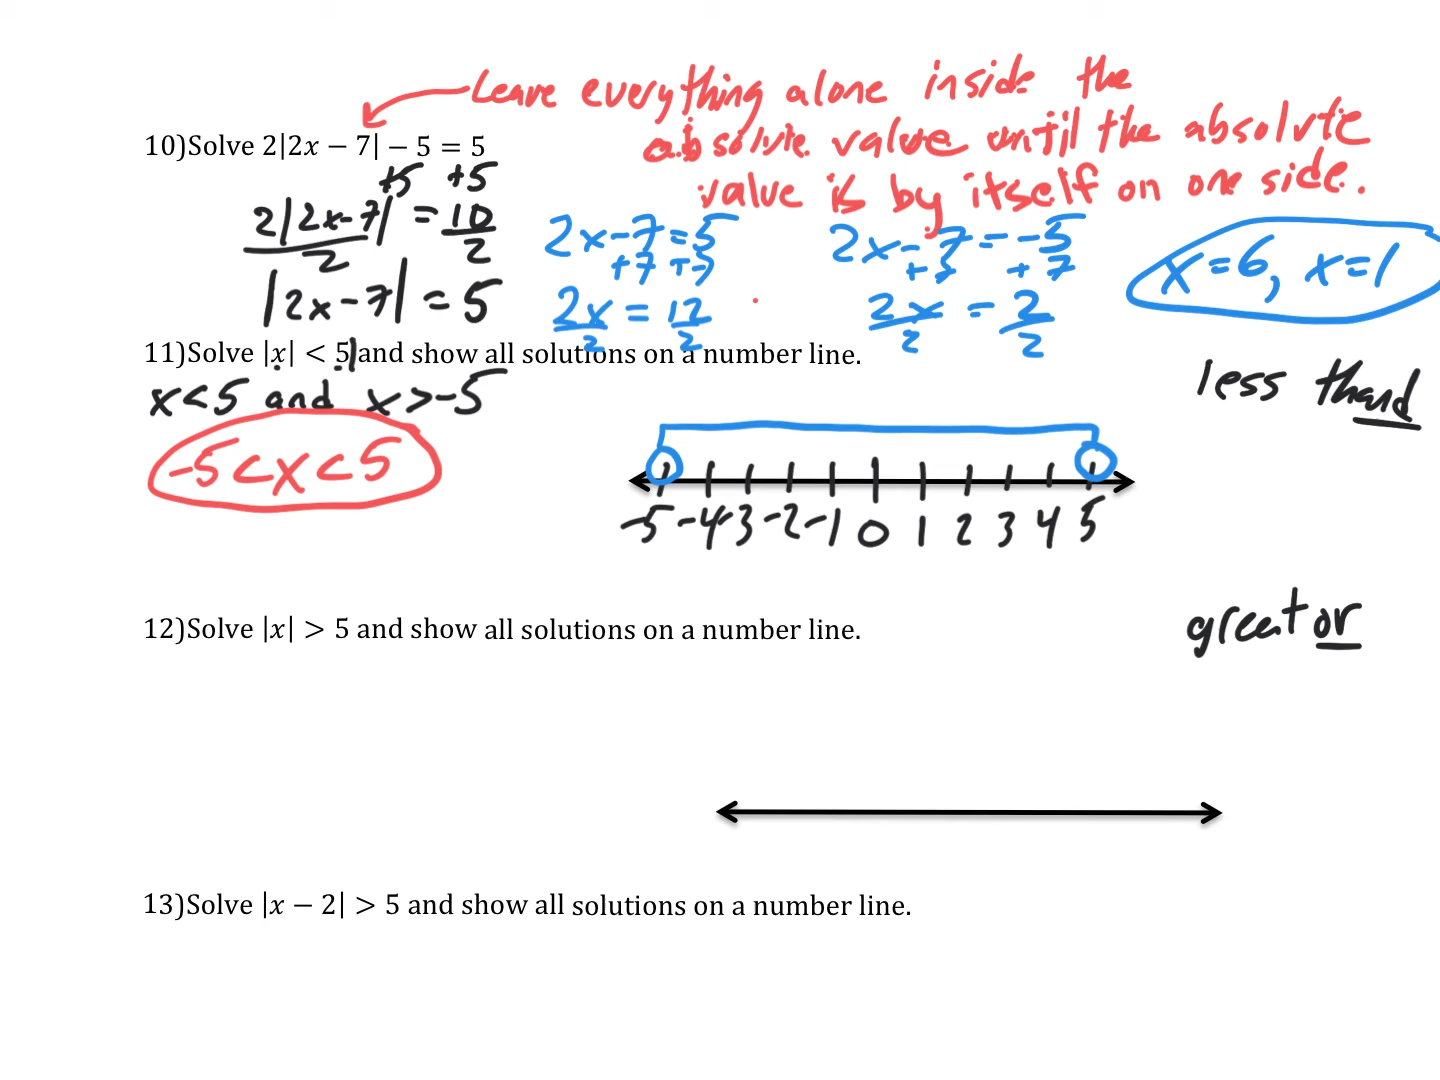 Leave everything alone inside the
absolute value until the absolute
value is by itself on one side.
10)Solve 2|2x − 7| − 5 = 5
+5 +5
2|2x-7| = 10
2 2
|2x-7| = 5
2x-7=5
+7 +7
2x = 12
2 2
2x-7=-5
+7 +7
2x = 2
2 2
x=6, x=1
11)Solve |x| < 5 and show all solutions on a number line.
x<5 and x>-5
-5<x<5
less thand
-5 -4 -3 -2 -1 0 1 2 3 4 5
12)Solve |x| > 5 and show all solutions on a number line.
greator
13)Solve |x − 2| > 5 and show all solutions on a number line.